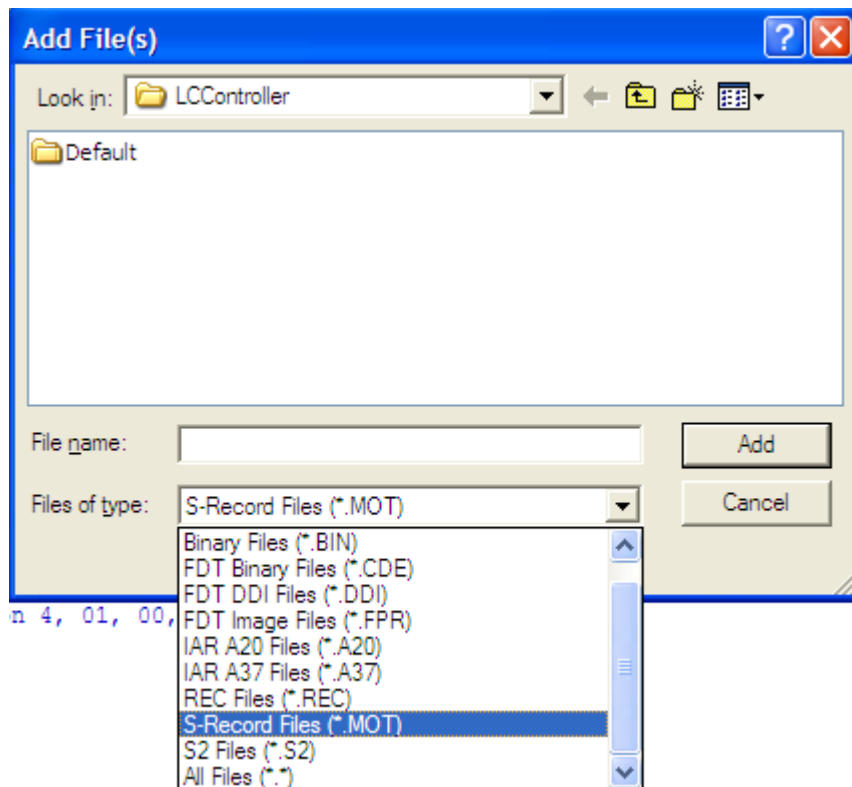 Add File(s)
Look in: LCController
Default
File name:
Add
Files of type: S-Record Files (*.MOT)
Cancel
Binary Files (*.BIN)
FDT Binary Files (*.CDE)
FDT DDI Files (*.DDI)
n 4, 01, 00,
FDT Image Files (*.FPR)
IAR A20 Files (*.A20)
IAR A37 Files (*.A37)
REC Files (*.REC)
S-Record Files (*.MOT)
S2 Files (*.S2)
All Files (*.*)